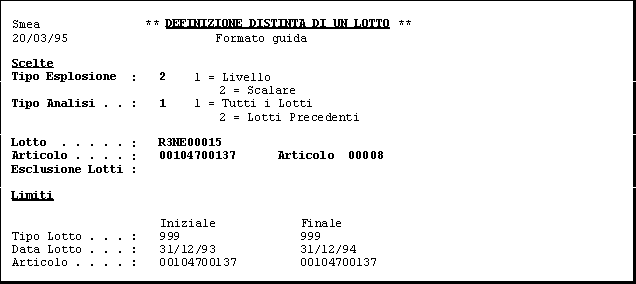 Smea ** DEFINIZIONE DISTINTA DI UN LOTTO **
20/03/95 Formato guida
Scelte
Tipo Esplosione : 2 1 = Livello
2 = Scalare
Tipo Analisi . . : 1 1 = Tutti i Lotti
2 = Lotti Precedenti
Lotto . . . . . : R3NE00015
Articolo . . . . : 00104700137 Articolo 00008
Esclusione Lotti :
Limiti
Iniziale Finale
Tipo Lotto . . . : 999 999
Data Lotto . . . : 31/12/93 31/12/94
Articolo . . . . : 00104700137 00104700137